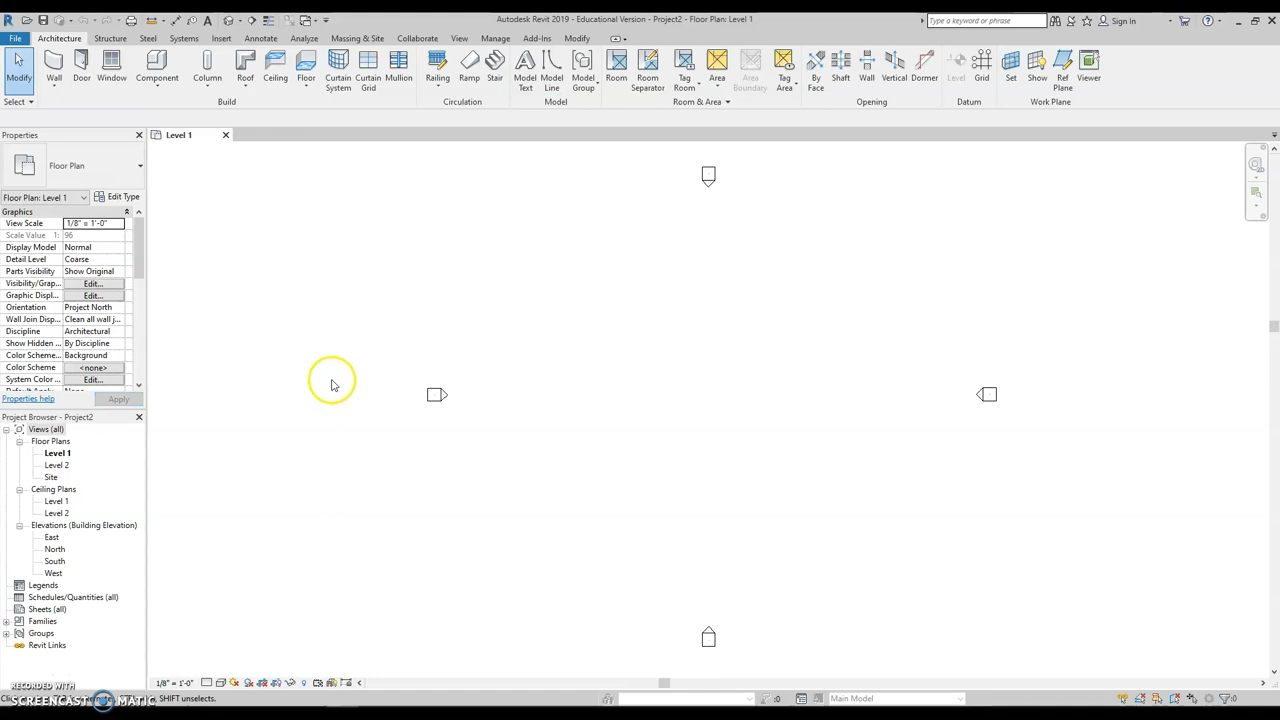 Autodesk Revit 2019 - Educational Version - Project2 - Floor Plan: Level 1
Type a keyword or phrase
Sign In
File Architecture Structure Steel Systems Insert Annotate Analyze Massing & Site Collaborate View Manage Add-Ins Modify
Modify Wall Door Window Component Column Roof Ceiling Floor Curtain System Curtain Grid Mullion Railing Ramp Stair Model Text Model Line Model Group Room Room Separator Tag Room Area Area Boundary Tag Area By Face Shaft Wall Vertical Dormer Level Grid Set Show Ref Plane Viewer
Select Build Circulation Model Room & Area Opening Datum Work Plane
Properties
Level 1
Floor Plan
Floor Plan: Level 1 Edit Type
Graphics
View Scale 1/8" = 1'-0"
Scale Value 1: 96
Display Model Normal
Detail Level Coarse
Parts Visibility Show Original
Visibility/Grap... Edit...
Graphic Displ... Edit...
Orientation Project North
Wall Join Disp... Clean all wall j...
Discipline Architectural
Show Hidden ... By Discipline
Color Scheme... Background
Color Scheme <none>
System Color ... Edit...
Properties help Apply
Project Browser - Project2
Views (all)
Floor Plans
Level 1
Level 2
Site
Ceiling Plans
Level 1
Level 2
Elevations (Building Elevation)
East
North
South
West
Legends
Schedules/Quantities (all)
Sheets (all)
Families
Groups
Revit Links
1/8" = 1'-0"
RECORDED WITH
SCREENCAST MATIC
SHIFT unselects.
:0
Main Model
:0